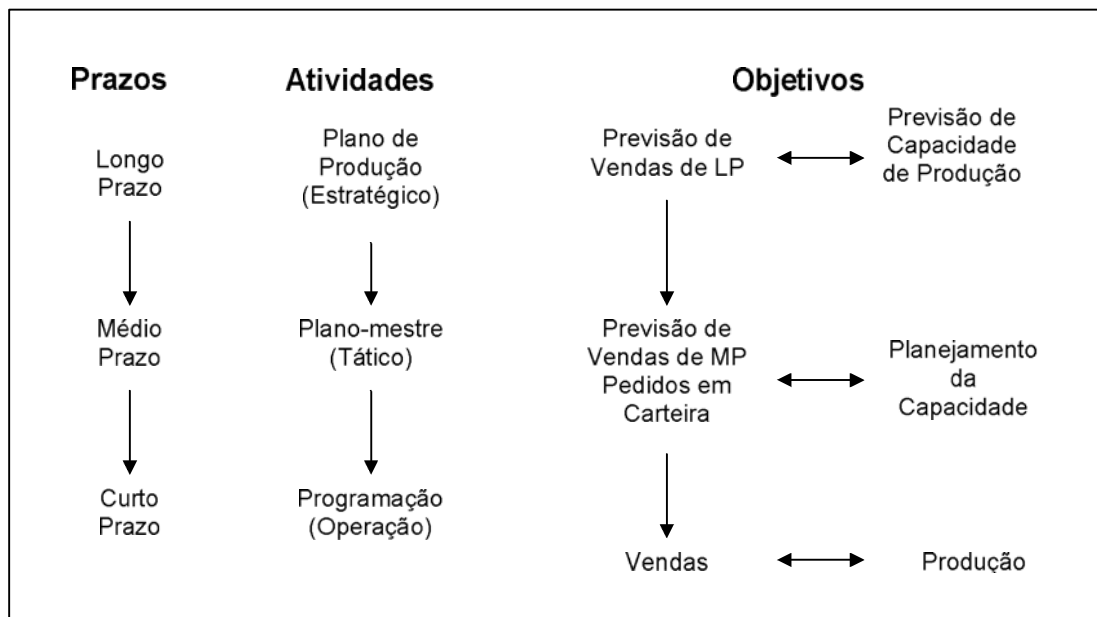 Prazos
Atividades
Objetivos
Longo
Prazo
Plano de
Produção
(Estratégico)
Previsão de
Vendas de LP
Previsão de
Capacidade
de Produção
Médio
Prazo
Plano-mestre
(Tático)
Previsão de
Vendas de MP
Pedidos em
Carteira
Planejamento
da
Capacidade
Curto
Prazo
Programação
(Operação)
Vendas
Produção